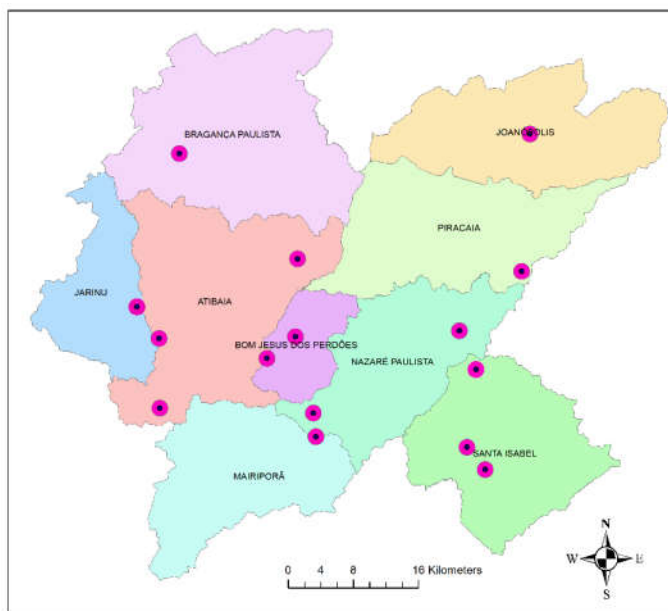 BRAGANÇA PAULISTA
JOANOPOLIS
PIRACAIA
JARINU
ATIBAIA
BOM JESUS DOS PERDÕES
NAZARÉ PAULISTA
SANTA ISABEL
MAIRIPORÃ
N
W E
S
0 4 8 16 Kilometers